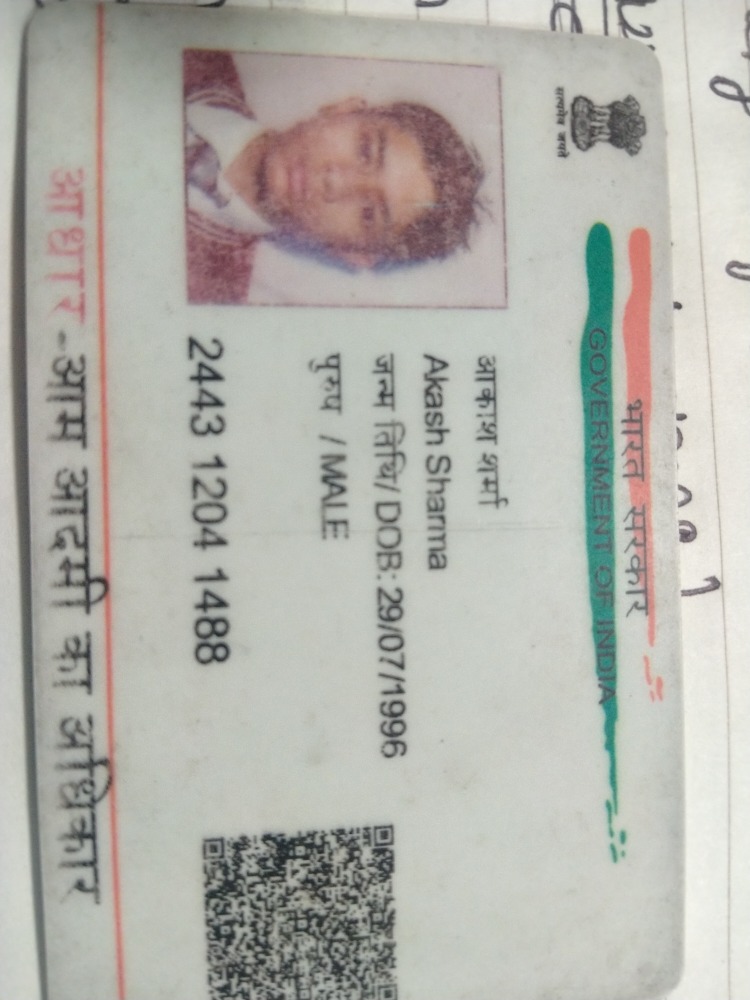 सत्यमेव जयते
भारत सरकार
GOVERNMENT OF INDIA
आकाश शर्मा
Akash Sharma
जन्म तिथि/ DOB: 29/07/1996
पुरुष / MALE
2443 1204 1488
आधार - आम आदमी का अधिकार